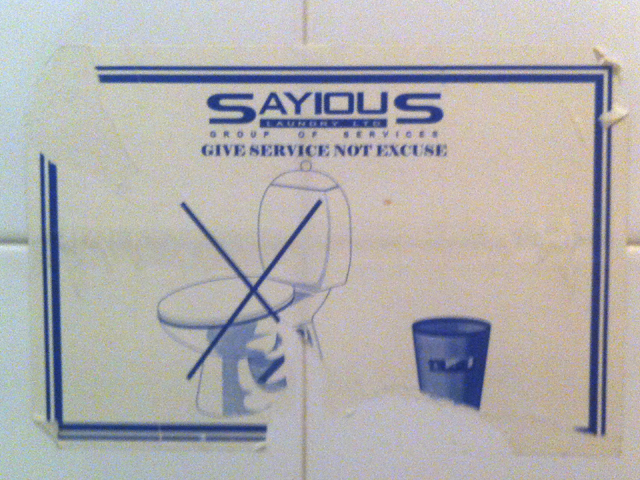 SAYIOUS
LAUNDRY LTD
GROUP OF SERVICES
GIVE SERVICE NOT EXCUSE